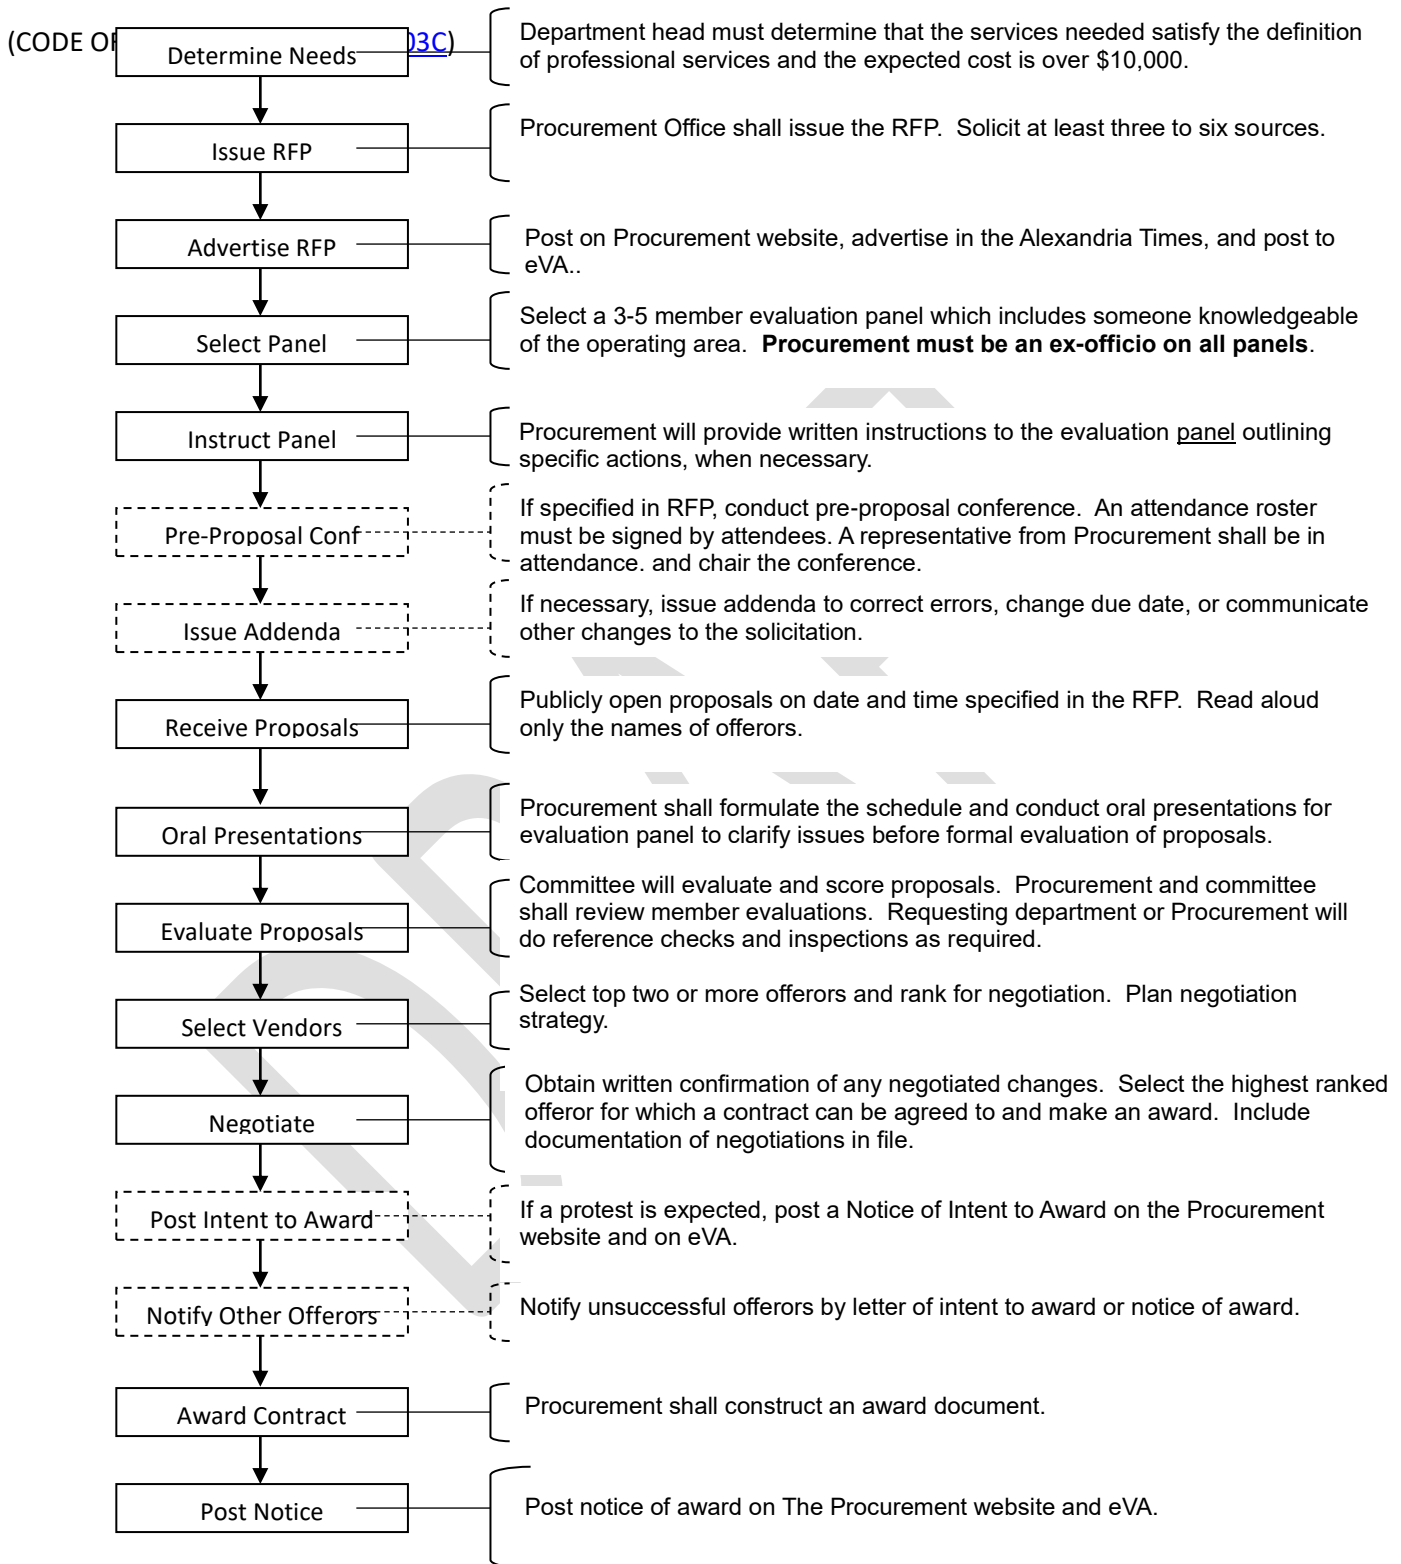 (CODE OF 03C)
Determine Needs
Department head must determine that the services needed satisfy the definition
of professional services and the expected cost is over $10,000.
Issue RFP
Procurement Office shall issue the RFP.  Solicit at least three to six sources.
Advertise RFP
Post on Procurement website, advertise in the Alexandria Times, and post to
eVA..
Select Panel
Select a 3-5 member evaluation panel which includes someone knowledgeable
of the operating area.  Procurement must be an ex-officio on all panels.
Instruct Panel
Procurement will provide written instructions to the evaluation panel outlining
specific actions, when necessary.
Pre-Proposal Conf
If specified in RFP, conduct pre-proposal conference.  An attendance roster
must be signed by attendees. A representative from Procurement shall be in
attendance. and chair the conference.
Issue Addenda
If necessary, issue addenda to correct errors, change due date, or communicate
other changes to the solicitation.
Receive Proposals
Publicly open proposals on date and time specified in the RFP.  Read aloud
only the names of offerors.
Oral Presentations
Procurement shall formulate the schedule and conduct oral presentations for
evaluation panel to clarify issues before formal evaluation of proposals.
Evaluate Proposals
Committee will evaluate and score proposals.  Procurement and committee
shall review member evaluations.  Requesting department or Procurement will
do reference checks and inspections as required.
Select Vendors
Select top two or more offerors and rank for negotiation.  Plan negotiation
strategy.
Negotiate
Obtain written confirmation of any negotiated changes.  Select the highest ranked
offeror for which a contract can be agreed to and make an award.  Include
documentation of negotiations in file.
Post Intent to Award
If a protest is expected, post a Notice of Intent to Award on the Procurement
website and on eVA.
Notify Other Offerors
Notify unsuccessful offerors by letter of intent to award or notice of award.
Award Contract
Procurement shall construct an award document.
Post Notice
Post notice of award on The Procurement website and eVA.